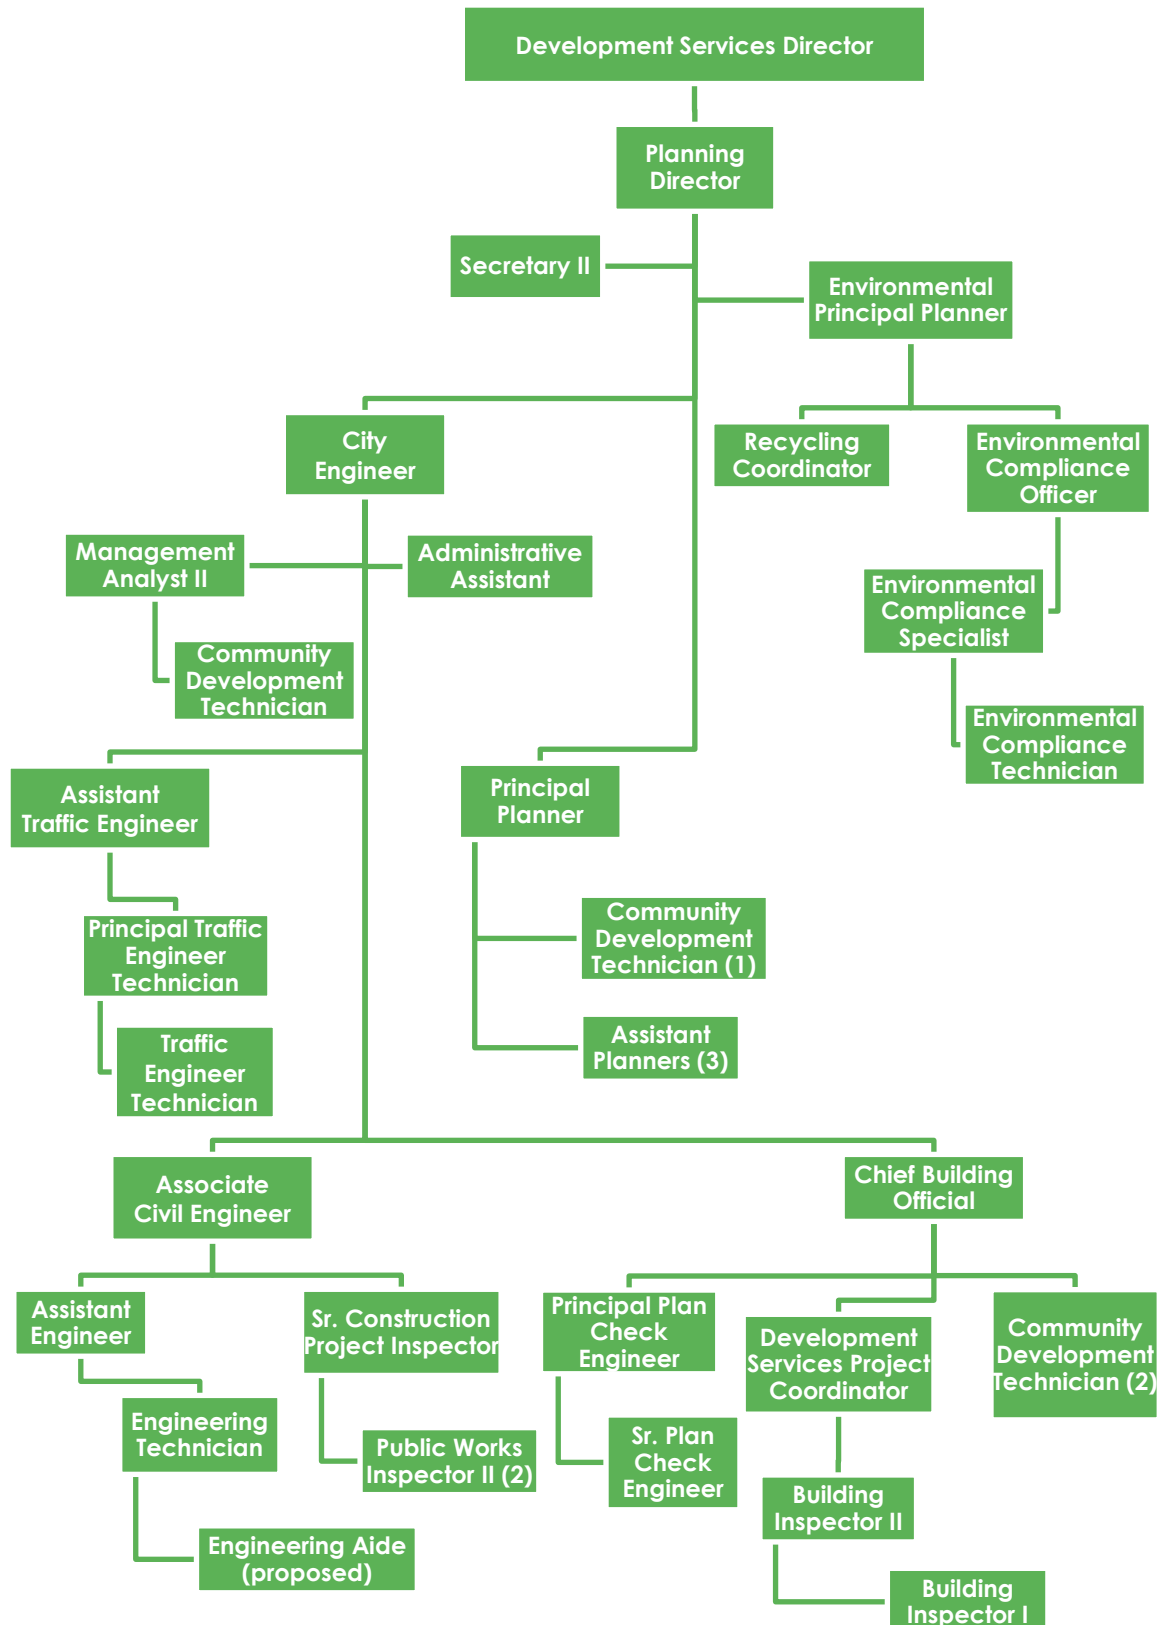 Development Services Director
Planning
Director
Secretary II
Environmental
Principal Planner
City
Engineer
Recycling
Coordinator
Environmental
Compliance
Officer
Management
Analyst II
Administrative
Assistant
Environmental
Compliance
Specialist
Community
Development
Technician
Environmental
Compliance
Technician
Assistant
Traffic Engineer
Principal
Planner
Principal Traffic
Engineer
Technician
Community
Development
Technician (1)
Traffic
Engineer
Technician
Assistant
Planners (3)
Associate
Civil Engineer
Chief Building
Official
Assistant
Engineer
Sr. Construction
Project Inspector
Principal Plan
Check
Engineer
Development
Services Project
Coordinator
Community
Development
Technician (2)
Engineering
Technician
Public Works
Inspector II (2)
Sr. Plan
Check
Engineer
Building
Inspector II
Engineering Aide
(proposed)
Building
Inspector I